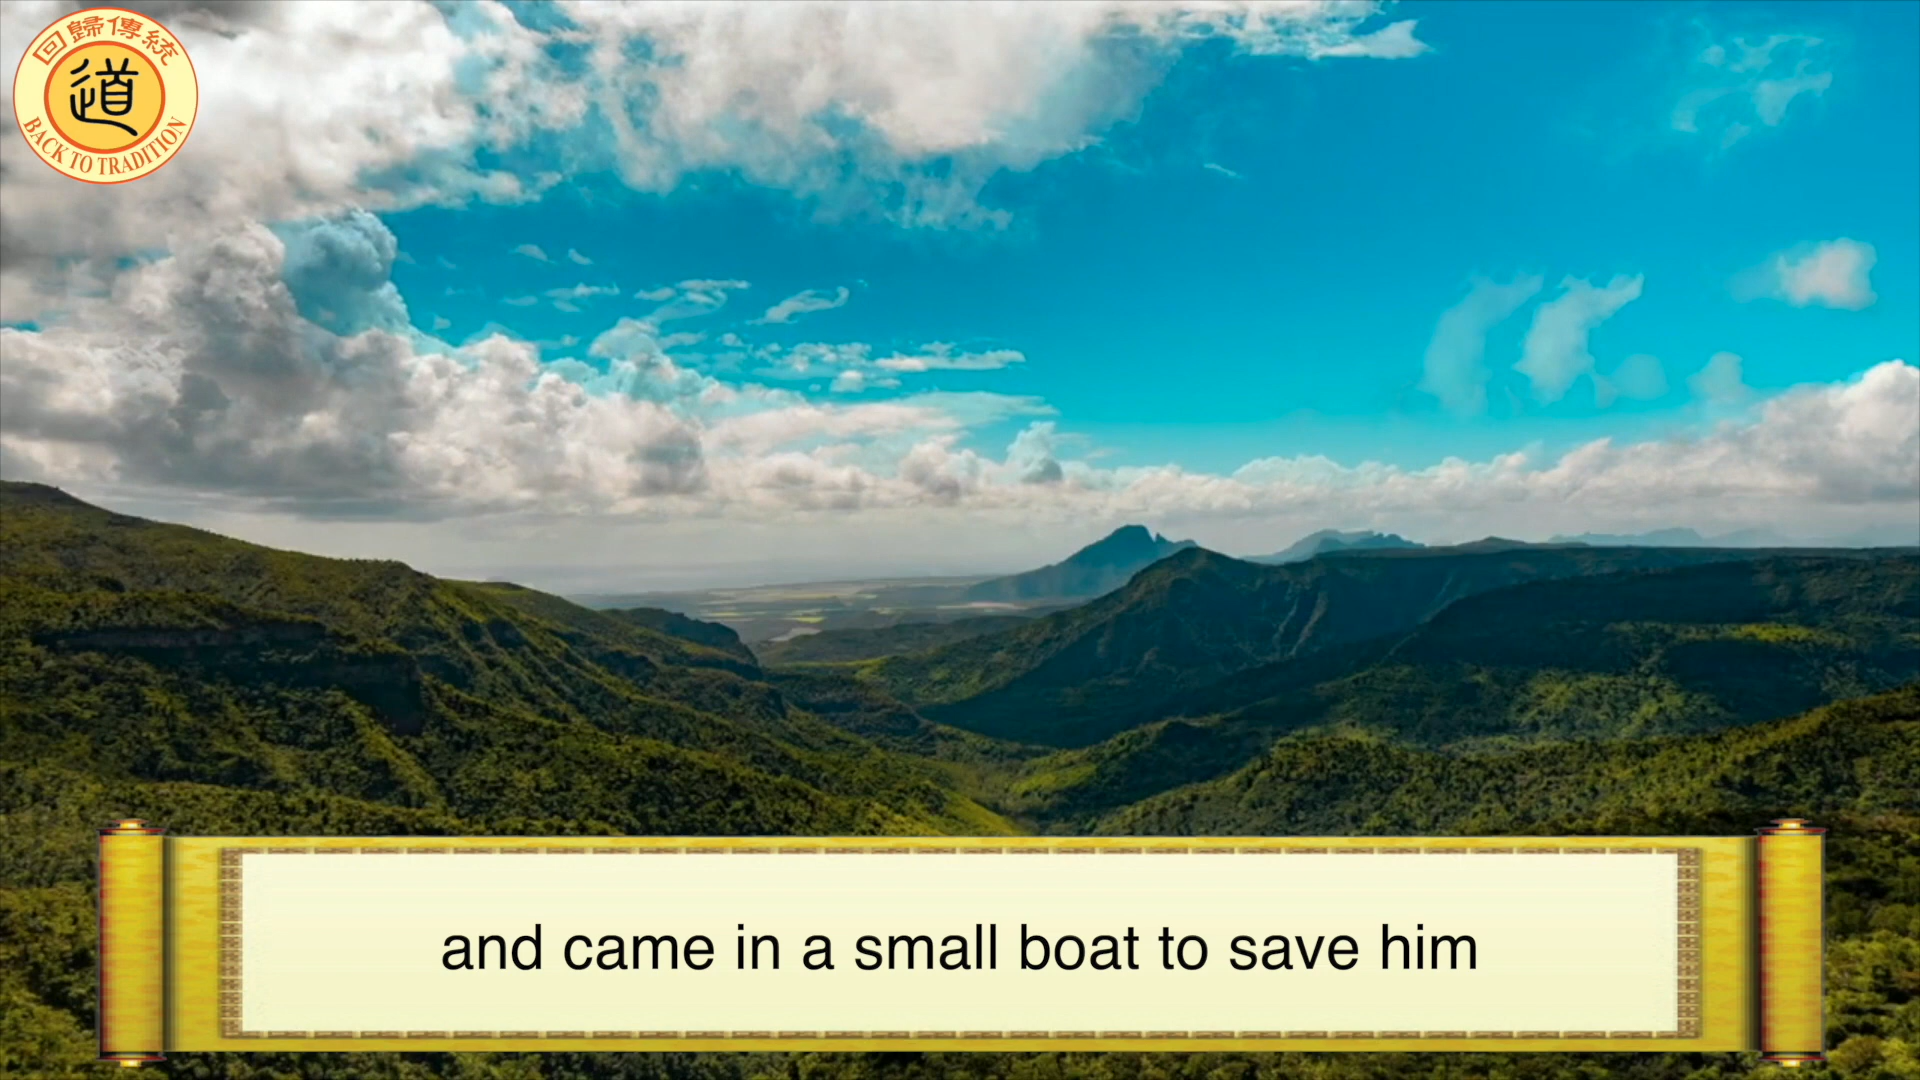 回歸傳統
道
BACK TO TRADITION
and came in a small boat to save him